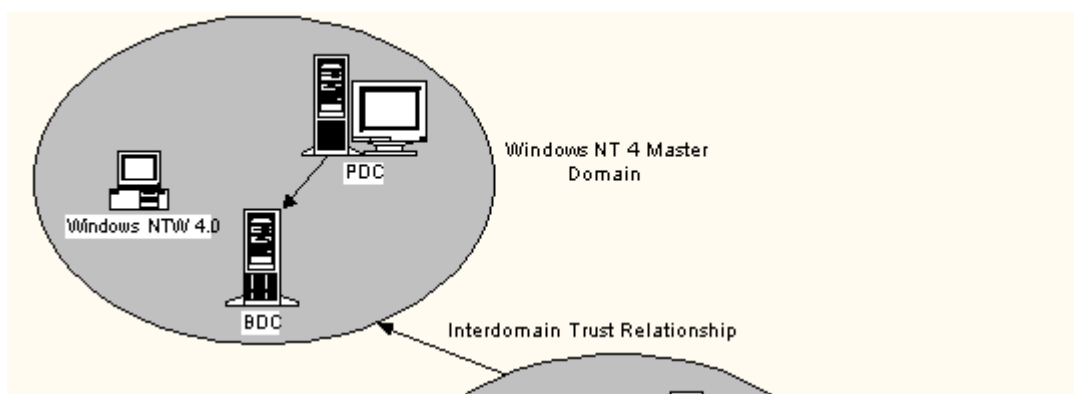 PDC
Windows NT 4 Master
Domain
Windows NTW 4.0
BDC
Interdomain Trust Relationship